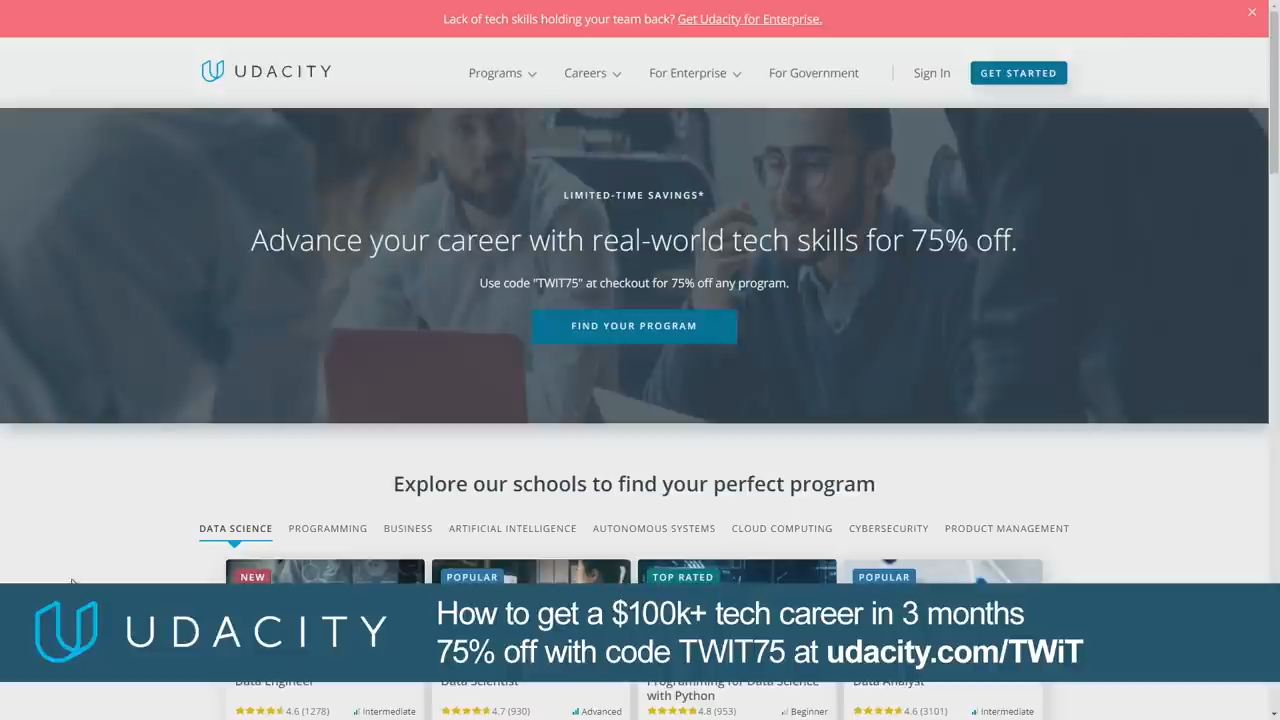 Lack of tech skills holding your team back? Get Udacity for Enterprise.
UDACITY
Programs
Careers
For Enterprise
For Government
Sign In
GET STARTED
LIMITED-TIME SAVINGS*
Advance your career with real-world tech skills for 75% off.
Use code "TWIT75" at checkout for 75% off any program.
FIND YOUR PROGRAM
Explore our schools to find your perfect program
DATA SCIENCE
PROGRAMMING
BUSINESS
ARTIFICIAL INTELLIGENCE
AUTONOMOUS SYSTEMS
CLOUD COMPUTING
CYBERSECURITY
PRODUCT MANAGEMENT
NEW
POPULAR
TOP RATED
POPULAR
UDACITY
How to get a $100k+ tech career in 3 months
75% off with code TWIT75 at udacity.com/TWiT
Data Engineer
Data Scientist
Programming for Data Science
with Python
Data Analyst
4.6 (1278)
Intermediate
4.7 (930)
Advanced
4.8 (953)
Beginner
4.6 (3101)
Intermediate